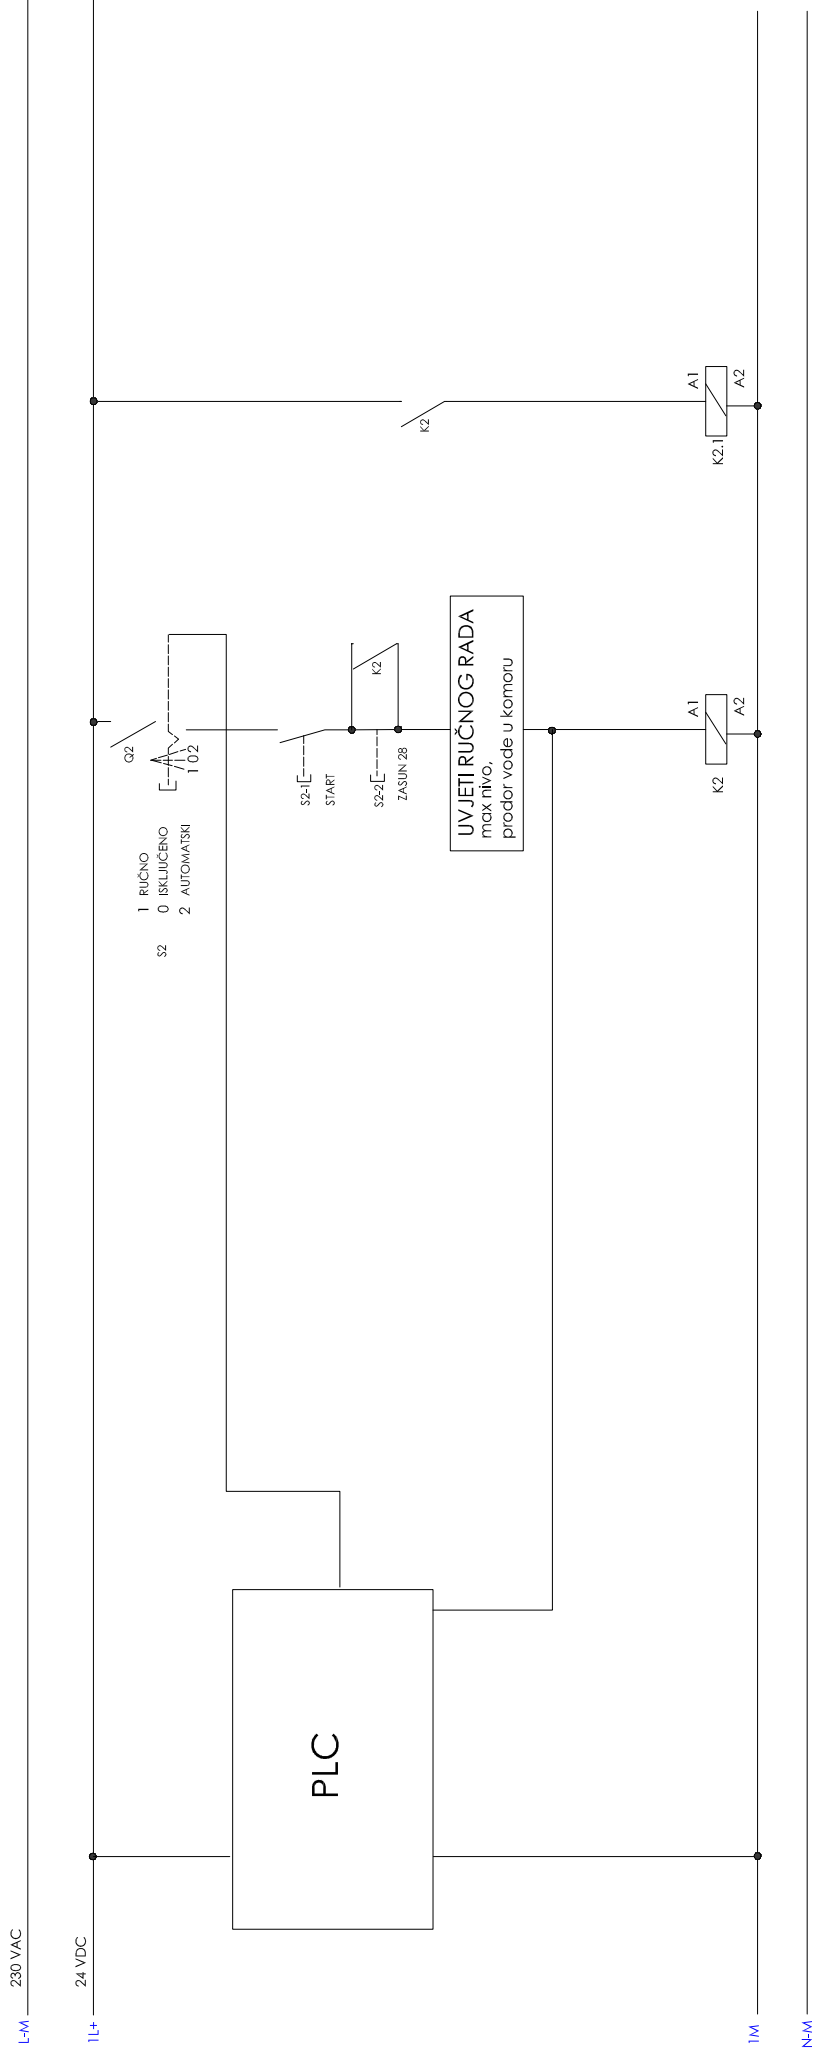 230 VAC
L-M
24 VDC
1L+
PLC
S2
1 RUČNO
0 ISKLJUČENO
2 AUTOMATSKI
Q2
1 0 2
S2-1
START
S2-2
ZASUN 28
K2
UVJETI RUČNOG RADA
max nivo,
prodor vode u komoru
K2
A1
A2
K2
K2.1
A1
A2
1M
N-M